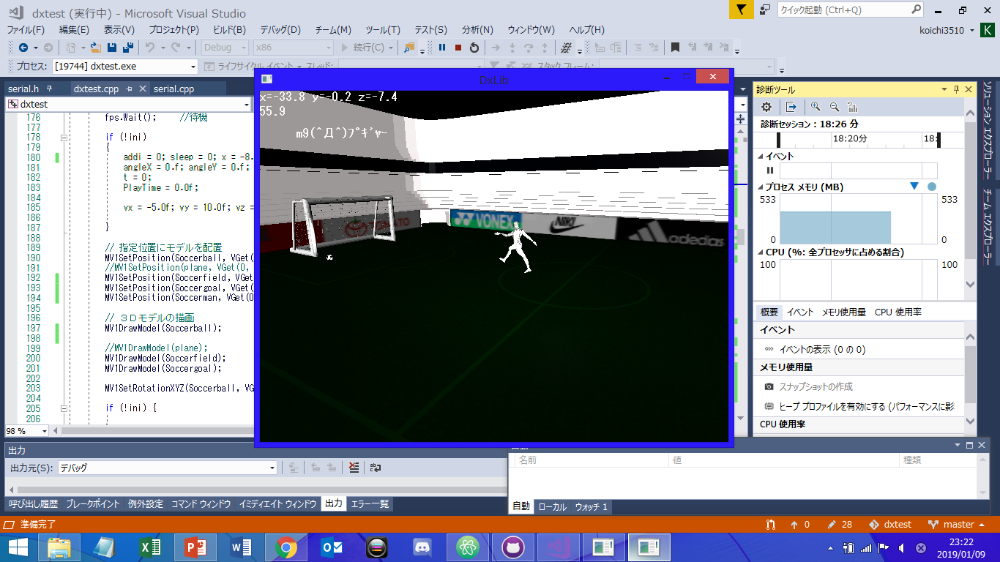 dxtest (実行中) - Microsoft Visual Studio
クイック起動 (Ctrl+Q)
ファイル(F) 編集(E) 表示(V) プロジェクト(P) ビルド(B) デバッグ(D) チーム(M) ツール(T) テスト(S) 分析(N) ウィンドウ(W) ヘルプ(H)
koichi3510 K
Debug x86 続行(C)
プロセス: [19744] dxtest.exe ライフサイクル イベント スレッド: スタック フレーム:
serial.h dxtest.cpp serial.cpp
dxtest
176 fps.Wait(); //待機
177
178 if (!ini)
179 {
180 addi = 0; sleep = 0; x = -8.
181 angleX = 0.f; angleY = 0.f;
182 t = 0;
183 PlayTime = 0.0f;
184
185 vx = -5.0f; vy = 10.0f; vz =
186
187 }
188
189 // 指定位置にモデルを配置
190 MV1SetPosition(Soccerball, VGet(
191 //MV1SetPosition(plane, VGet(0,
192 MV1SetPosition(Soccerfield, VGet
193 MV1SetPosition(Soccergoal, VGet(
194 MV1SetPosition(Soccerman, VGet(0
195
196 // ３Dモデルの描画
197 MV1DrawModel(Soccerball);
198
199 //MV1DrawModel(plane);
200 MV1DrawModel(Soccerfield);
201 MV1DrawModel(Soccergoal);
202
203 MV1SetRotationXYZ(Soccerball, VG
204
205 if (!ini) {
206
98 %
DxLib
x=-33.8 y=-0.2 z=-7.4
55.9
m9(^Д^)ﾌﾟｷﾞｬｰ
YONEX
NIKE
adedias
診断ツール
診断セッション: 18:26 分
18:20分 18:
イベント
プロセス メモリ (MB)
533 533
0 0
CPU (%: 全プロセッサに占める割合)
100 100
概要 イベント メモリ使用量 CPU 使用率
イベント
イベントの表示 (0 の 0)
メモリ使用量
スナップショットの作成
ヒープ プロファイルを有効にする (パフォーマンスに影
CPU 使用率
ソリューション エクスプローラー
チーム エクスプローラー
出力
出力元(S): デバッグ
呼び出し履歴 ブレークポイント 例外設定 コマンド ウィンドウ イミディエイト ウィンドウ 出力 エラー一覧
自動
名前 値 種類
自動 ローカル ウォッチ 1
準備完了
0 28 dxtest master
23:22
2019/01/09